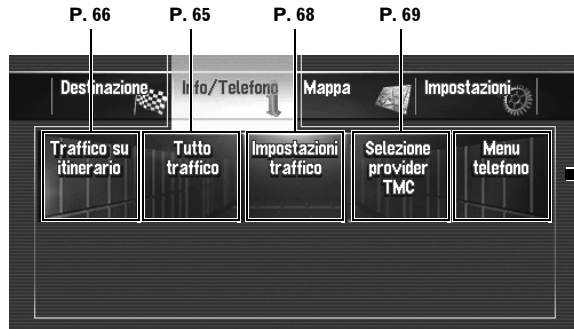 P. 66 P. 65 P. 68 P. 69
Destinazione Info/Telefono Mappa Impostazioni
Traffico su Tutto Impostazioni Selezione Menu
itinerario traffico traffico provider telefono
TMC